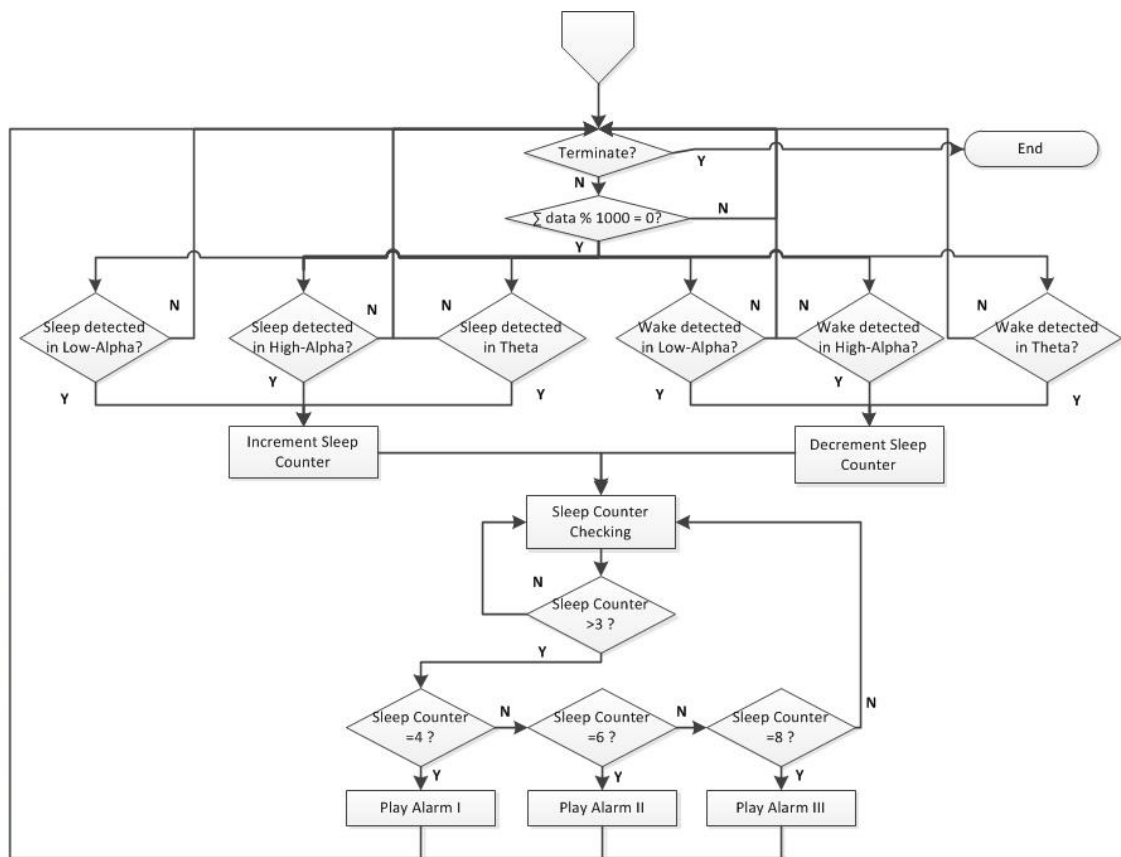 Terminate?
Y
End
N
∑ data % 1000 = 0?
N
Y
Sleep detected
in Low-Alpha?
N
Y
Sleep detected
in High-Alpha?
N
Y
Sleep detected
in Theta
N
Y
Wake detected
in Low-Alpha?
Y
N
Wake detected
in High-Alpha?
N
Y
Wake detected
in Theta?
N
Y
Increment Sleep
Counter
Decrement Sleep
Counter
Sleep Counter
Checking
N
Sleep Counter
>3 ?
Y
Sleep Counter
=4 ?
N
Sleep Counter
=6 ?
N
Sleep Counter
=8 ?
N
Y
Y
Y
Play Alarm I
Play Alarm II
Play Alarm III